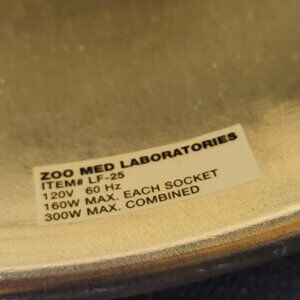 ZOO MED LABORATORIES
ITEM# LF-25
120V 60 Hz
160W MAX. EACH SOCKET
300W MAX. COMBINED